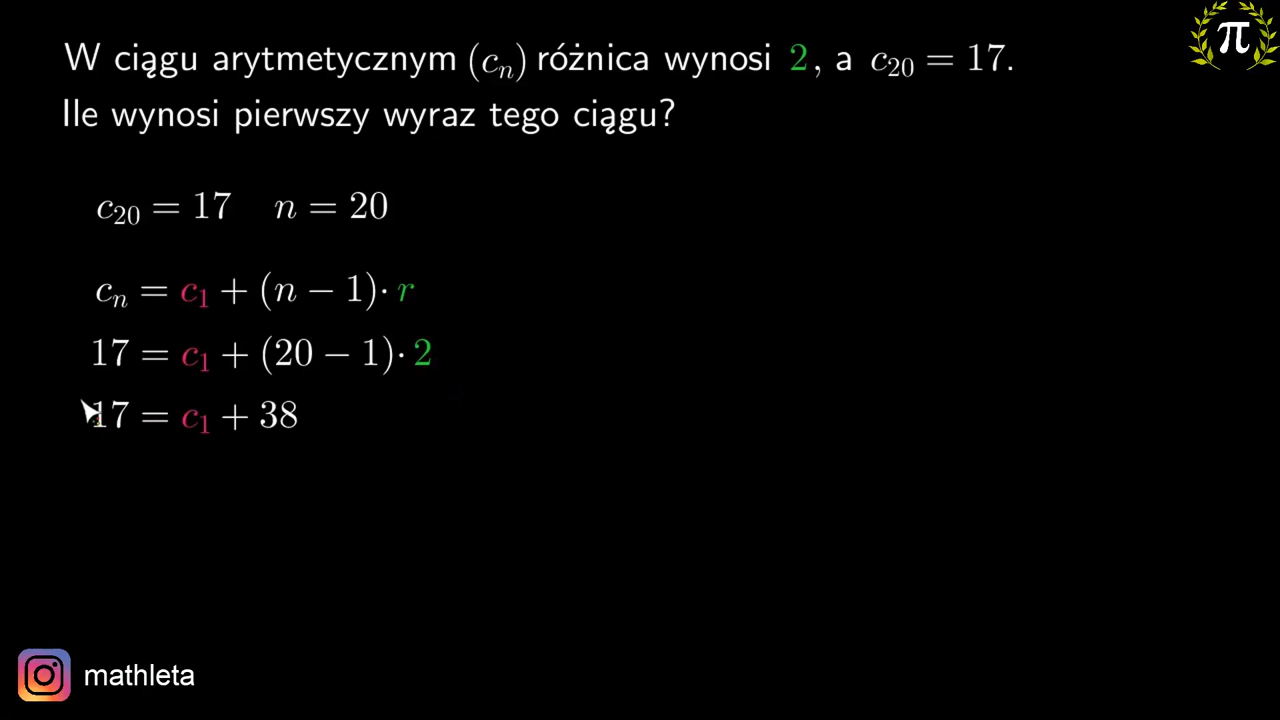 W ciągu arytmetycznym (cₙ) różnica wynosi 2, a c₂₀ = 17.
Ile wynosi pierwszy wyraz tego ciągu?
c₂₀ = 17 n = 20
cₙ = c₁ + (n − 1)· r
17 = c₁ + (20 − 1)· 2
17 = c₁ + 38
π
mathleta